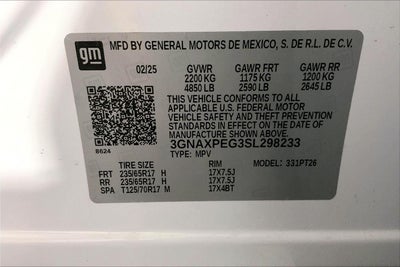 gm MFD BY GENERAL MOTORS DE MEXICO, S. DE R.L. DE C.V.
02/25 GVWR GAWR FRT GAWR RR
2200 KG 1175 KG 1200 KG
4850 LB 2590 LB 2645 LB
THIS VEHICLE CONFORMS TO ALL
APPLICABLE U.S. FEDERAL MOTOR
VEHICLE SAFETY AND THEFT PREVENTION
STANDARDS IN EFFECT ON THE DATE OF
MANUFACTURE SHOWN ABOVE.
3GNAXPEG3SL298233
8624 TYPE: MPV MODEL: 331PT26
TIRE SIZE RIM
FRT 235/65R17 H 17X7.5J
RR 235/65R17 H 17X7.5J
SPA T125/70R17 M 17X4BT